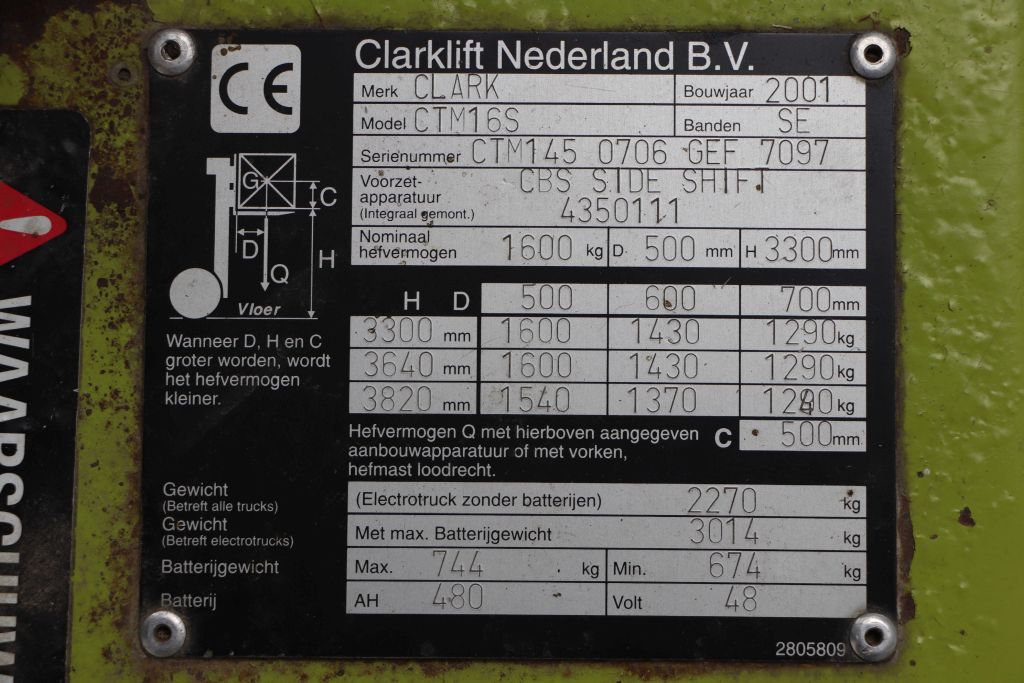 CE
Clarklift Nederland B.V.
Merk CLARK Bouwjaar 2001
Model CTM16S Banden SE
Serienummer CTM145 0706 GEF 7097
Voorzet-
apparatuur
(Integraal gemont.)
CBS SIDE SHIFT
4350111
Nominaal
hefvermogen
1600 kg D 500 mm H 3300mm
G
C
D
H
Q
Vloer
Wanneer D, H en C
groter worden, wordt
het hefvermogen
kleiner.
H D 500 600 700mm
3300 mm 1600 1430 1290kg
3640 mm 1600 1430 1290kg
3820 mm 1540 1370 kg
Hefvermogen Q met hierboven aangegeven
aanbouwapparatuur of met vorken,
hefmast loodrecht.
C 500mm
Gewicht
(Betreft alle trucks)
(Electrotruck zonder batterijen) 2270 kg
Gewicht
(Betreft electrotrucks)
Met max. Batterijgewicht 3014 kg
Batterijgewicht Max. 744 kg Min. 674 kg
Batterij AH 480 Volt 48
2805809